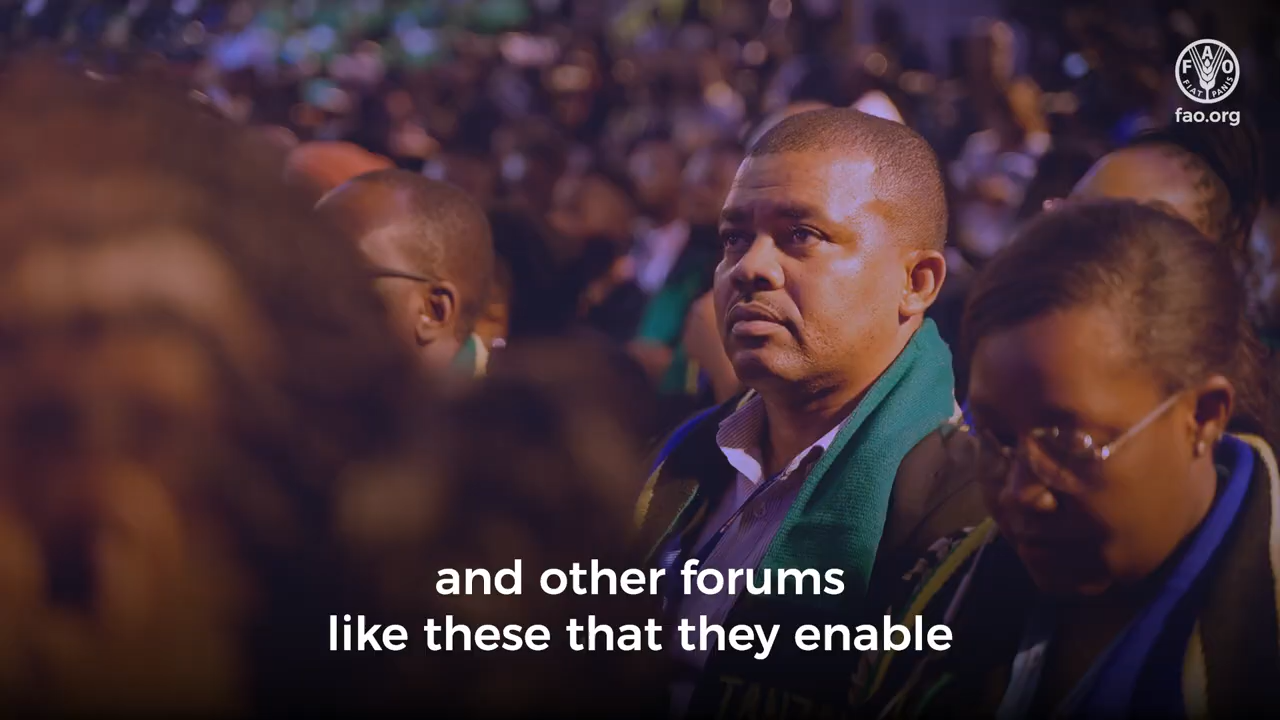 FAO
FIAT PANIS
fao.org
and other forums
like these that they enable